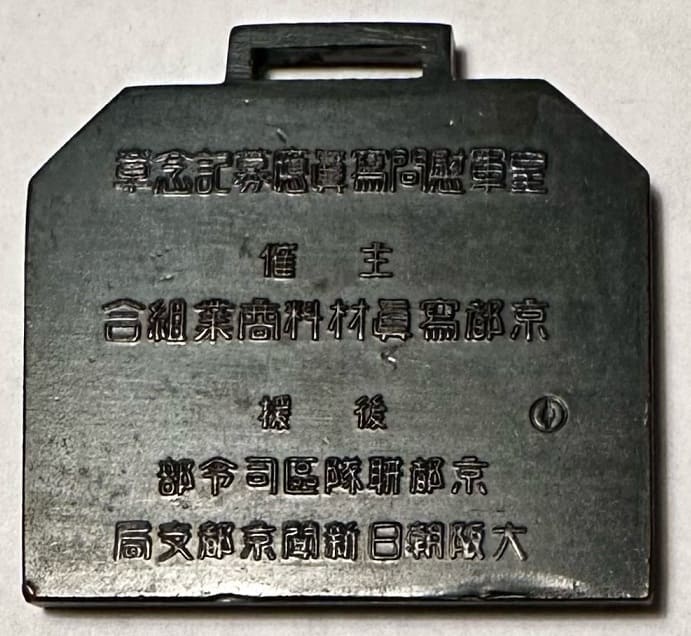 皇軍慰問寫眞應募記念章
主催
京都寫眞材料商業組合
後援
京都聯隊區司令部
大阪朝日新聞京都支局